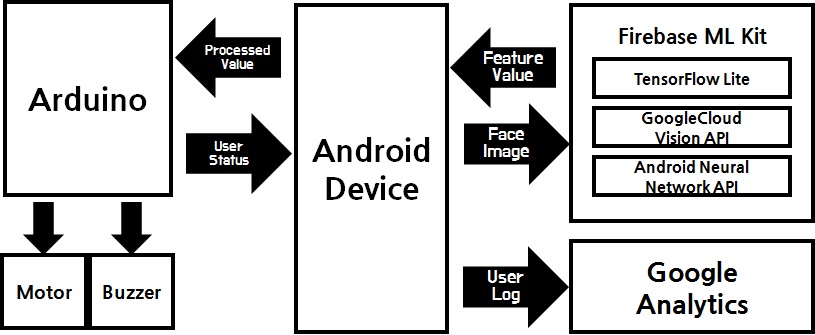 Arduino
Processed
Value
User
Status
Motor
Buzzer
Android
Device
Feature
Value
Face
Image
User
Log
Firebase ML Kit
TensorFlow Lite
GoogleCloud
Vision API
Android Neural
Network API
Google
Analytics